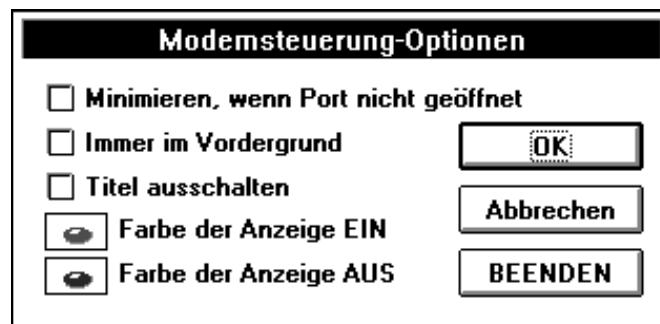 Modemsteuerung-Optionen
Minimieren, wenn Port nicht geöffnet
Immer im Vordergrund
OK
Titel ausschalten
Abbrechen
Farbe der Anzeige EIN
Farbe der Anzeige AUS
BEENDEN